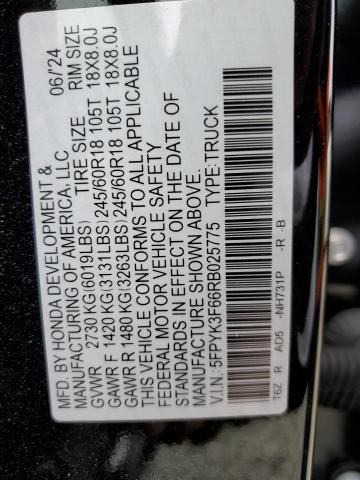 MFD. BY HONDA DEVELOPMENT & 06/'24
MANUFACTURING OF AMERICA, LLC
TIRE SIZE RIM SIZE
GVWR 2730 KG(6019LBS)
GAWR F 1420 KG(3131LBS) 245/60R18 105T 18X8.0J
GAWR R 1480 KG(3263LBS) 245/60R18 105T 18X8.0J
THIS VEHICLE CONFORMS TO ALL APPLICABLE
FEDERAL MOTOR VEHICLE SAFETY
STANDARDS IN EFFECT ON THE DATE OF
MANUFACTURE SHOWN ABOVE.
V.I.N.: 5FPYK3F66RB025775 TYPE: TRUCK
T6Z R AD5 -NH731P -R -B